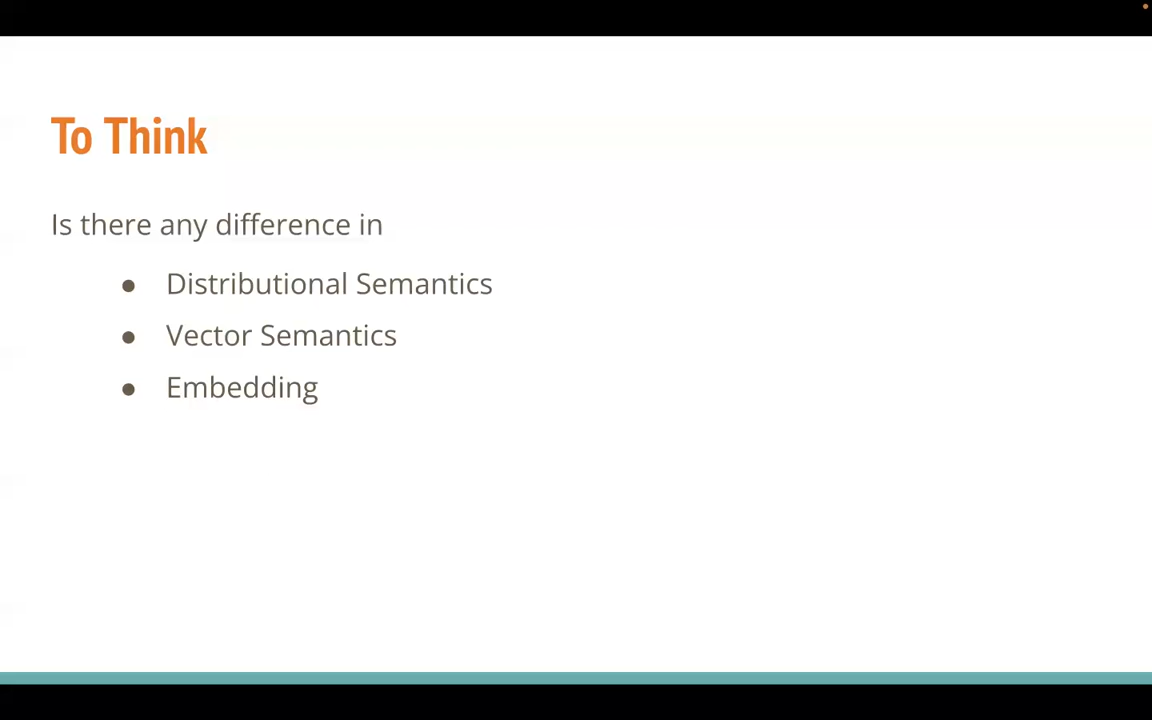 To Think
Is there any difference in
● Distributional Semantics
● Vector Semantics
● Embedding